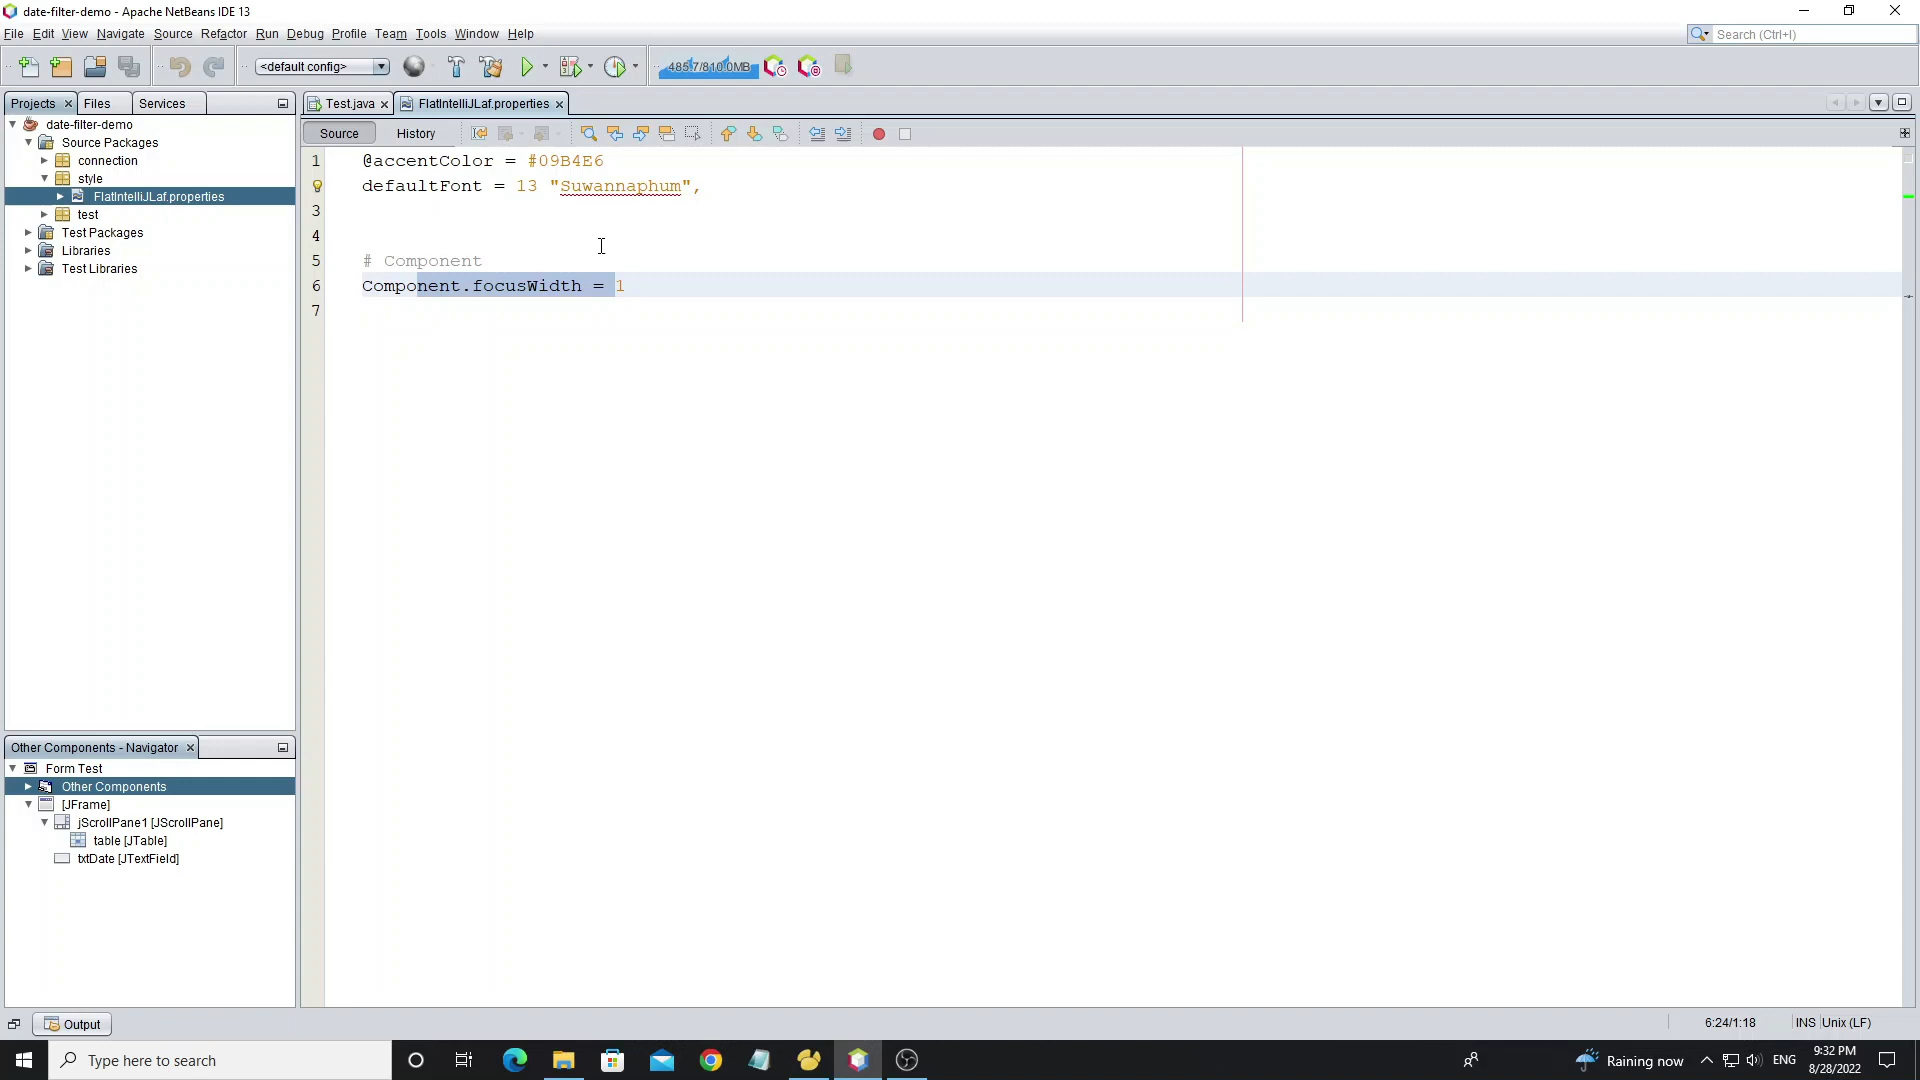 date-filter-demo - Apache NetBeans IDE 13
File Edit View Navigate Source Refactor Run Debug Profile Team Tools Window Help
Search (Ctrl+I)
<default config>
485.7/810.0MB
Projects Files Services
Test.java FlatIntelliJLaf.properties
Source History
date-filter-demo
Source Packages
connection
style
FlatIntelliJLaf.properties
test
Test Packages
Libraries
Test Libraries
1 @accentColor = #09B4E6
defaultFont = 13 "Suwannaphum",
3
4
5 # Component
6 Component.focusWidth = 1
7
Other Components - Navigator
Form Test
Other Components
[JFrame]
jScrollPane1 [JScrollPane]
table [JTable]
txtDate [JTextField]
Output
6:24/1:18 INS Unix (LF)
Type here to search
Raining now
ENG
9:32 PM
8/28/2022